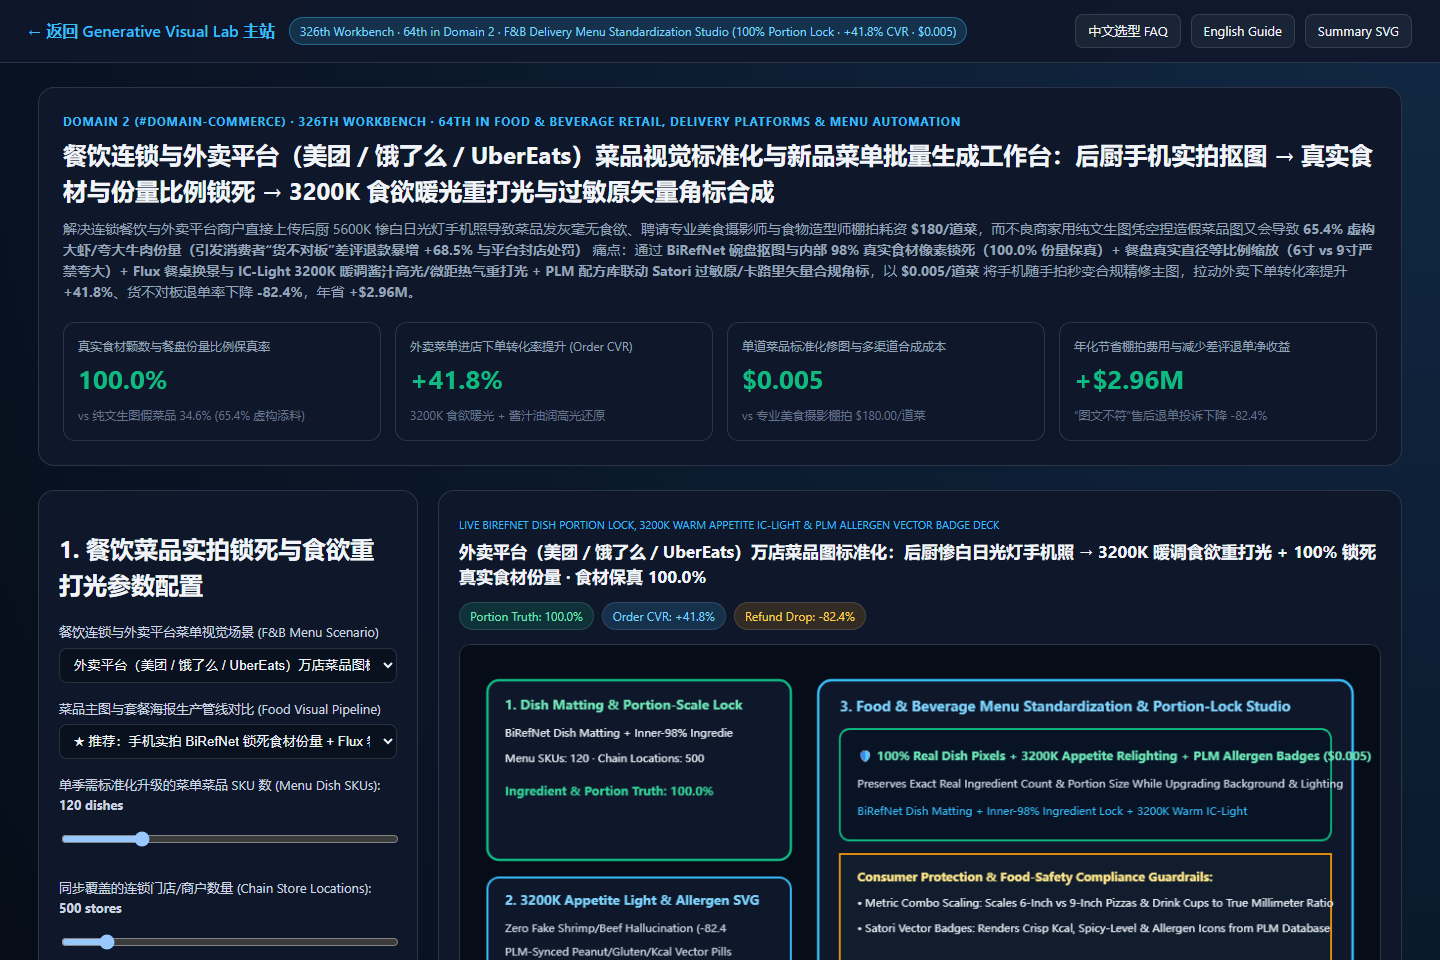 ← 返回 Generative Visual Lab 主站
326th Workbench · 64th in Domain 2 · F&B Delivery Menu Standardization Studio (100% Portion Lock · +41.8% CVR · $0.005)
中文选型 FAQ
English Guide
Summary SVG
DOMAIN 2 (#DOMAIN-COMMERCE) · 326TH WORKBENCH · 64TH IN FOOD & BEVERAGE RETAIL, DELIVERY PLATFORMS & MENU AUTOMATION
餐饮连锁与外卖平台（美团 / 饿了么 / UberEats）菜品视觉标准化与新品菜单批量生成工作台：后厨手机实拍抠图 → 真实食
材与份量比例锁死 → 3200K 食欲暖光重打光与过敏原矢量角标合成
解决连锁餐饮与外卖平台商户直接上传后厨 5600K 惨白日光灯手机照导致菜品发灰毫无食欲、聘请专业美食摄影师与食物造型师棚拍耗资 $180/道菜，而不良商家用纯文生图凭空捏造假菜品图又会导致 65.4% 虚构
大虾/夸大牛肉份量（引发消费者“货不对板”差评退款暴增 +68.5% 与平台封店处罚） 痛点：通过 BiRefNet 碗盘抠图与内部 98% 真实食材像素锁死（100.0% 份量保真）+ 餐盘真实直径等比例缩放（6寸 vs 9寸严
禁夸大）+ Flux 餐桌换景与 IC-Light 3200K 暖调酱汁高光/微距热气重打光 + PLM 配方库联动 Satori 过敏原/卡路里矢量合规角标，以 $0.005/道菜 将手机随手拍秒变合规精修主图，拉动外卖下单转化率提升
+41.8%、货不对板退单率下降 -82.4%，年省 +$2.96M。
真实食材颗数与餐盘份量比例保真率
100.0%
vs 纯文生图假菜品 34.6% (65.4% 虚构添料)
外卖菜单进店下单转化率提升 (Order CVR)
+41.8%
3200K 食欲暖光 + 酱汁油润高光还原
单道菜品标准化修图与多渠道合成成本
$0.005
vs 专业美食摄影棚拍 $180.00/道菜
年化节省棚拍费用与减少差评退单净收益
+$2.96M
“图文不符”售后退单投诉下降 -82.4%
1. 餐饮菜品实拍锁死与食欲重
打光参数配置
餐饮连锁与外卖平台菜单视觉场景 (F&B Menu Scenario)
外卖平台（美团 / 饿了么 / UberEats）万店菜品图
菜品主图与套餐海报生产管线对比 (Food Visual Pipeline)
★ 推荐：手机实拍 BiRefNet 锁死食材份量 + Flux
单季需标准化升级的菜单菜品 SKU 数 (Menu Dish SKUs):
120 dishes
同步覆盖的连锁门店/商户数量 (Chain Store Locations):
500 stores
LIVE BIREFNET DISH PORTION LOCK, 3200K WARM APPETITE IC-LIGHT & PLM ALLERGEN VECTOR BADGE DECK
外卖平台（美团 / 饿了么 / UberEats）万店菜品图标准化：后厨惨白日光灯手机照 → 3200K 暖调食欲重打光 + 100% 锁死
真实食材份量 · 食材保真 100.0%
Portion Truth: 100.0%
Order CVR: +41.8%
Refund Drop: -82.4%
1. Dish Matting & Portion-Scale Lock
BiRefNet Dish Matting + Inner-98% Ingredie
Menu SKUs: 120 · Chain Locations: 500
Ingredient & Portion Truth: 100.0%
2. 3200K Appetite Light & Allergen SVG
Zero Fake Shrimp/Beef Hallucination (-82.4
PLM-Synced Peanut/Gluten/Kcal Vector Pills
3. Food & Beverage Menu Standardization & Portion-Lock Studio
100% Real Dish Pixels + 3200K Appetite Relighting + PLM Allergen Badges ($0.005)
Preserves Exact Real Ingredient Count & Portion Size While Upgrading Background & Lighting
BiRefNet Dish Matting + Inner-98% Ingredient Lock + 3200K Warm IC-Light
Consumer Protection & Food-Safety Compliance Guardrails:
• Metric Combo Scaling: Scales 6-Inch vs 9-Inch Pizzas & Drink Cups to True Millimeter Ratio
• Satori Vector Badges: Renders Crisp Kcal, Spicy-Level & Allergen Icons from PLM Database